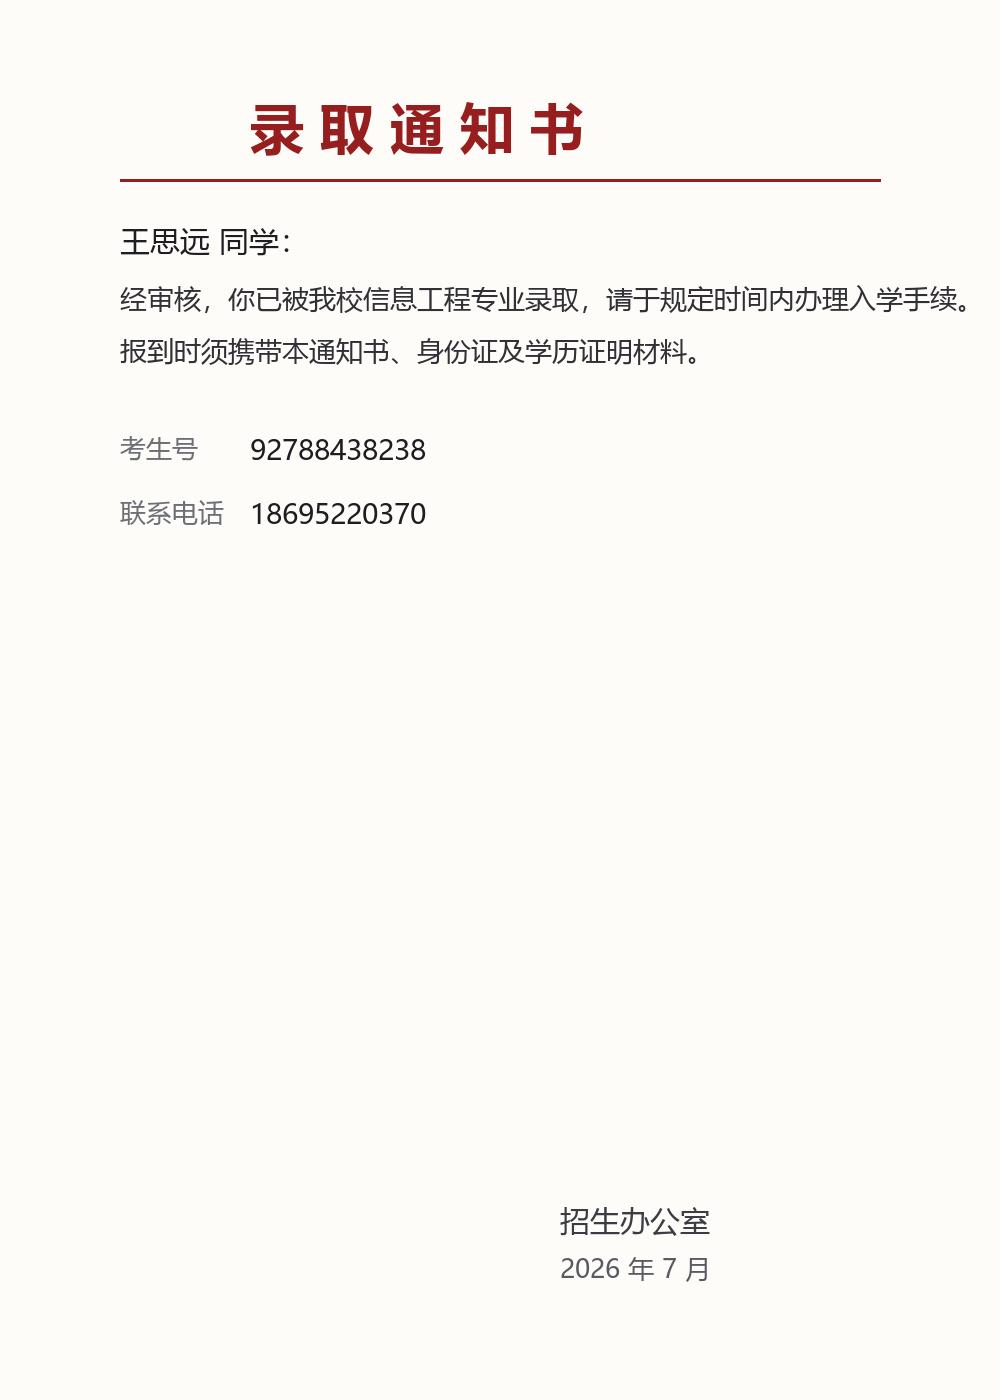 录取通知书
王思远 同学：
经审核，你已被我校信息工程专业录取，请于规定时间内办理入学手续。
报到时须携带本通知书、身份证及学历证明材料。
考生号 92788438238
联系电话 18695220370
招生办公室
2026 年 7 月